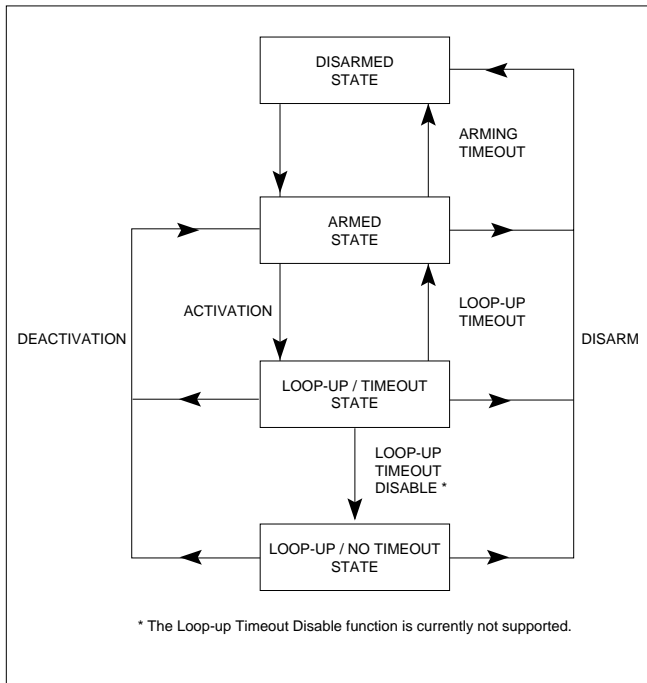 DISARMED
STATE
ARMING
TIMEOUT
ARMED
STATE
ACTIVATION
LOOP-UP
TIMEOUT
DEACTIVATION
DISARM
LOOP-UP / TIMEOUT
STATE
LOOP-UP
TIMEOUT
DISABLE *
LOOP-UP / NO TIMEOUT
STATE
* The Loop-up Timeout Disable function is currently not supported.